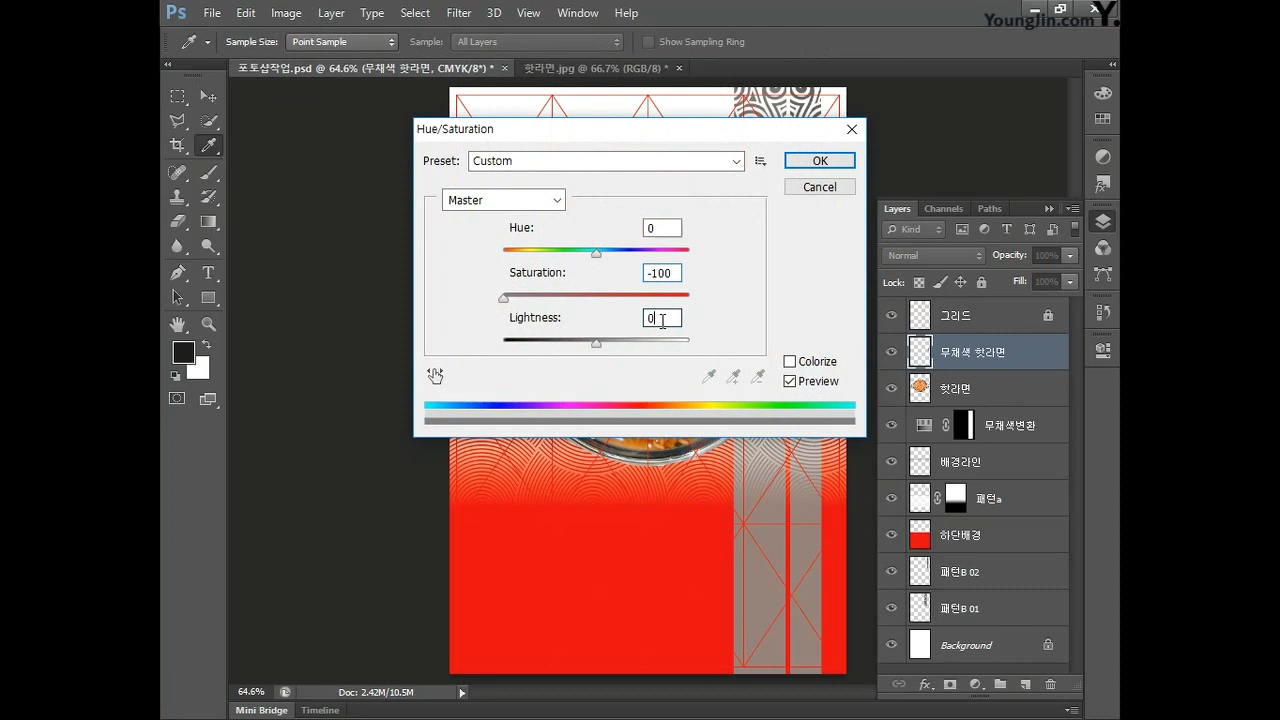 Ps File Edit Image Layer Type Select Filter 3D View Window Help
YoungJin.com Y.
Sample Size: Point Sample Sample: All Layers Show Sampling Ring
포토샵작업.psd @ 64.6% (무채색 핫라면, CMYK/8*) * × 핫라면.jpg @ 66.7% (RGB/8) * ×
Hue/Saturation
Preset: Custom
OK
Cancel
Master
Hue: 0
Saturation: -100
Lightness: 0
Colorize
Preview
Layers Channels Paths
Kind
Normal Opacity: 100%
Lock: Fill: 100%
그리드
무채색 핫라면
핫라면
무채색변환
배경라인
패턴a
하단배경
패턴B 02
패턴B 01
Background
64.6% Doc: 2.42M/10.5M
Mini Bridge Timeline